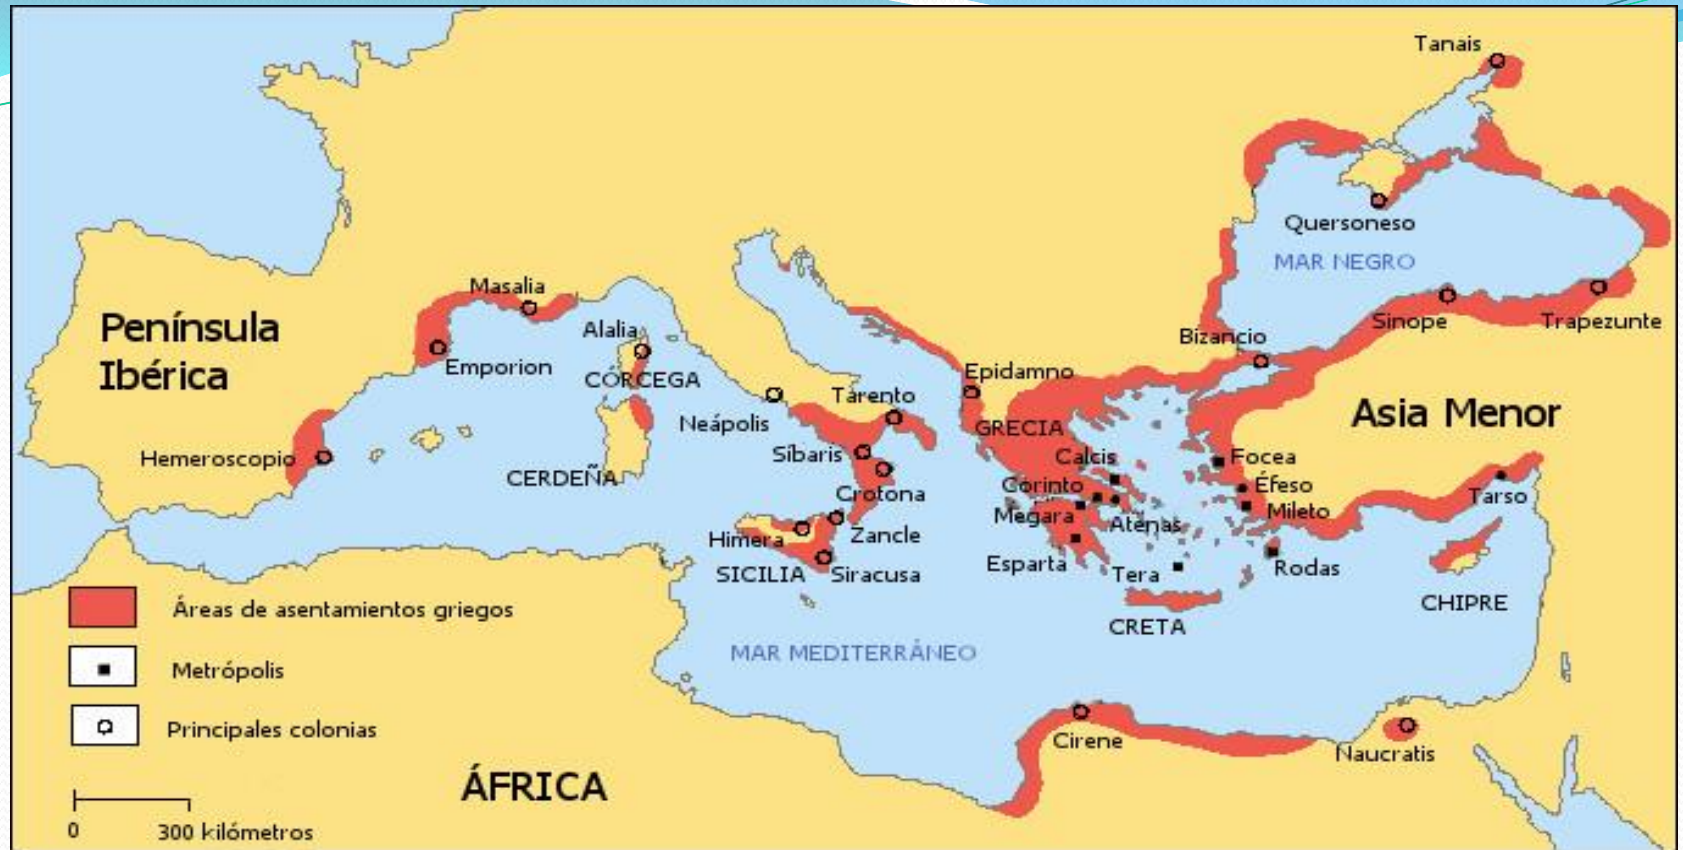 Tanais
Quersoneso
MAR NEGRO
Masalia
Península
Ibérica
Alalia
Bizancio
Sinope
Trapezunte
Emporion
CÓRCEGA
Epidamno
Tarento
Neápolis
GRECIA
Asia Menor
Hemeroscopio
Síbaris
Calcis
Focea
CERDEÑA
Crotona
Corinto
Éfeso
Tarso
Megara
Atenas
Mileto
Himera
Zancle
Esparta
Tera
Rodas
SICILIA
Siracusa
CHIPRE
Áreas de asentamientos griegos
CRETA
MAR MEDITERRÁNEO
Metrópolis
Principales colonias
Cirene
Naucratis
ÁFRICA
0 300 kilómetros